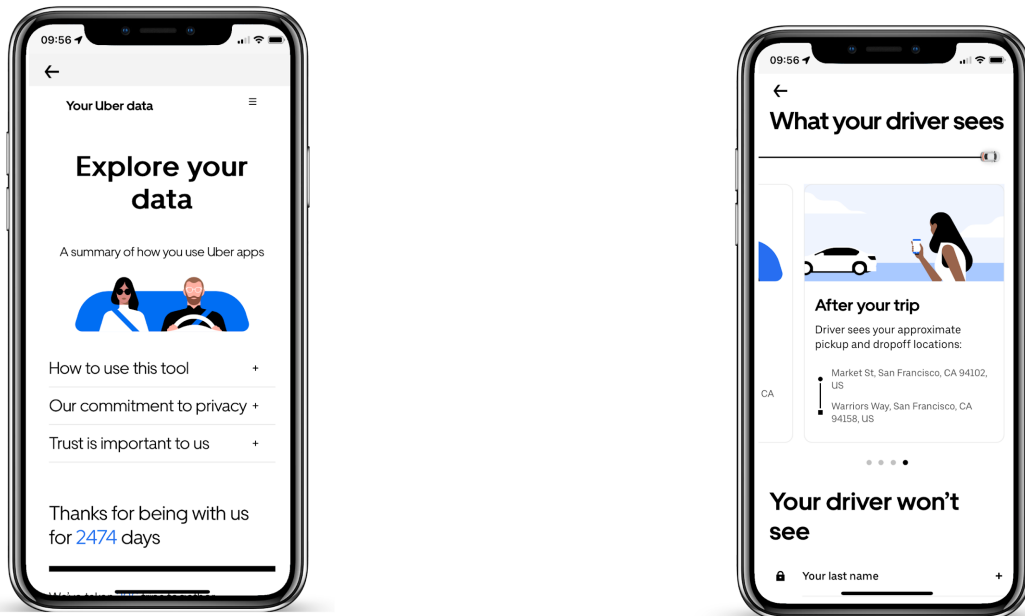 09:56
Your Uber data
Explore your
data
A summary of how you use Uber apps
How to use this tool +
Our commitment to privacy +
Trust is important to us +
Thanks for being with us
for 2474 days
09:56
What your driver sees
CA
After your trip
Driver sees your approximate
pickup and dropoff locations:
Market St, San Francisco, CA 94102,
US
Warriors Way, San Francisco, CA
94158, US
Your driver won't
see
Your last name +